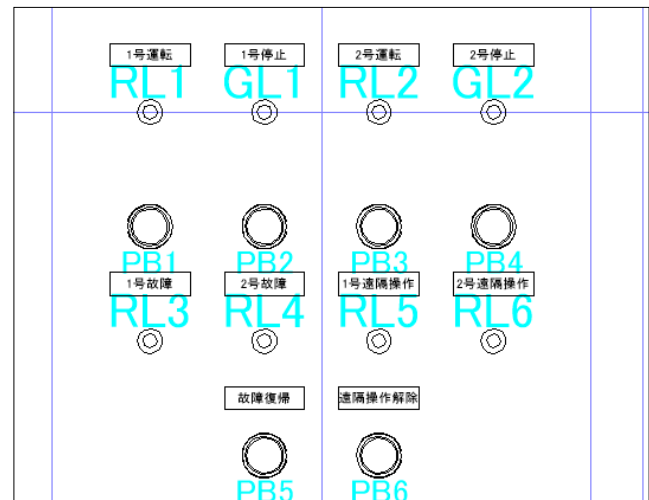 1号運転 1号停止 2号運転 2号停止
RL1 GL1 RL2 GL2
PB1 PB2 PB3 PB4
1号故障 2号故障 1号遠隔操作 2号遠隔操作
RL3 RL4 RL5 RL6
故障復帰 遠隔操作解除
PB5 PB6